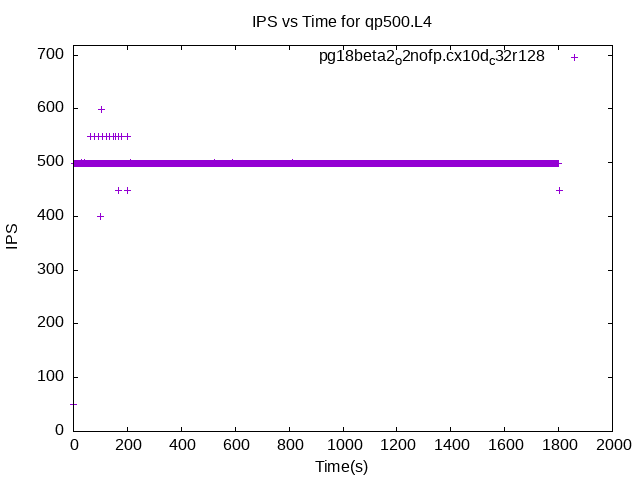 IPS vs Time for qp500.L4
pg18beta2o2nofp.cx10dc32r128
700
600
500
400
300
200
100
0
IPS
0 200 400 600 800 1000 1200 1400 1600 1800 2000
Time(s)